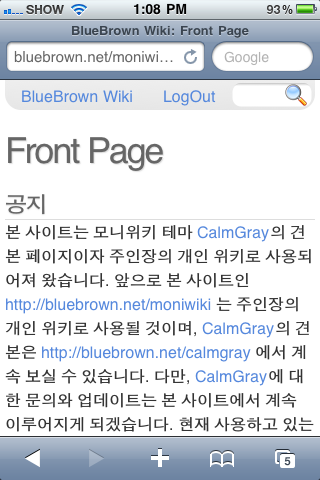 SHOW 1:08 PM 93%
BlueBrown Wiki: Front Page
bluebrown.net/moniwi... Google
BlueBrown Wiki LogOut
Front Page
공지
본 사이트는 모니위키 테마 CalmGray의 견
본 페이지이자 주인장의 개인 위키로 사용되
어져 왔습니다. 앞으로 본 사이트인
http://bluebrown.net/moniwiki 는 주인장의
개인 위키로 사용될 것이며, CalmGray의 견
본은 http://bluebrown.net/calmgray 에서 계
속 보실 수 있습니다. 다만, CalmGray에 대
한 문의와 업데이트는 본 사이트에서 계속
이루어지게 되겠습니다. 현재 사용하고 있는
5